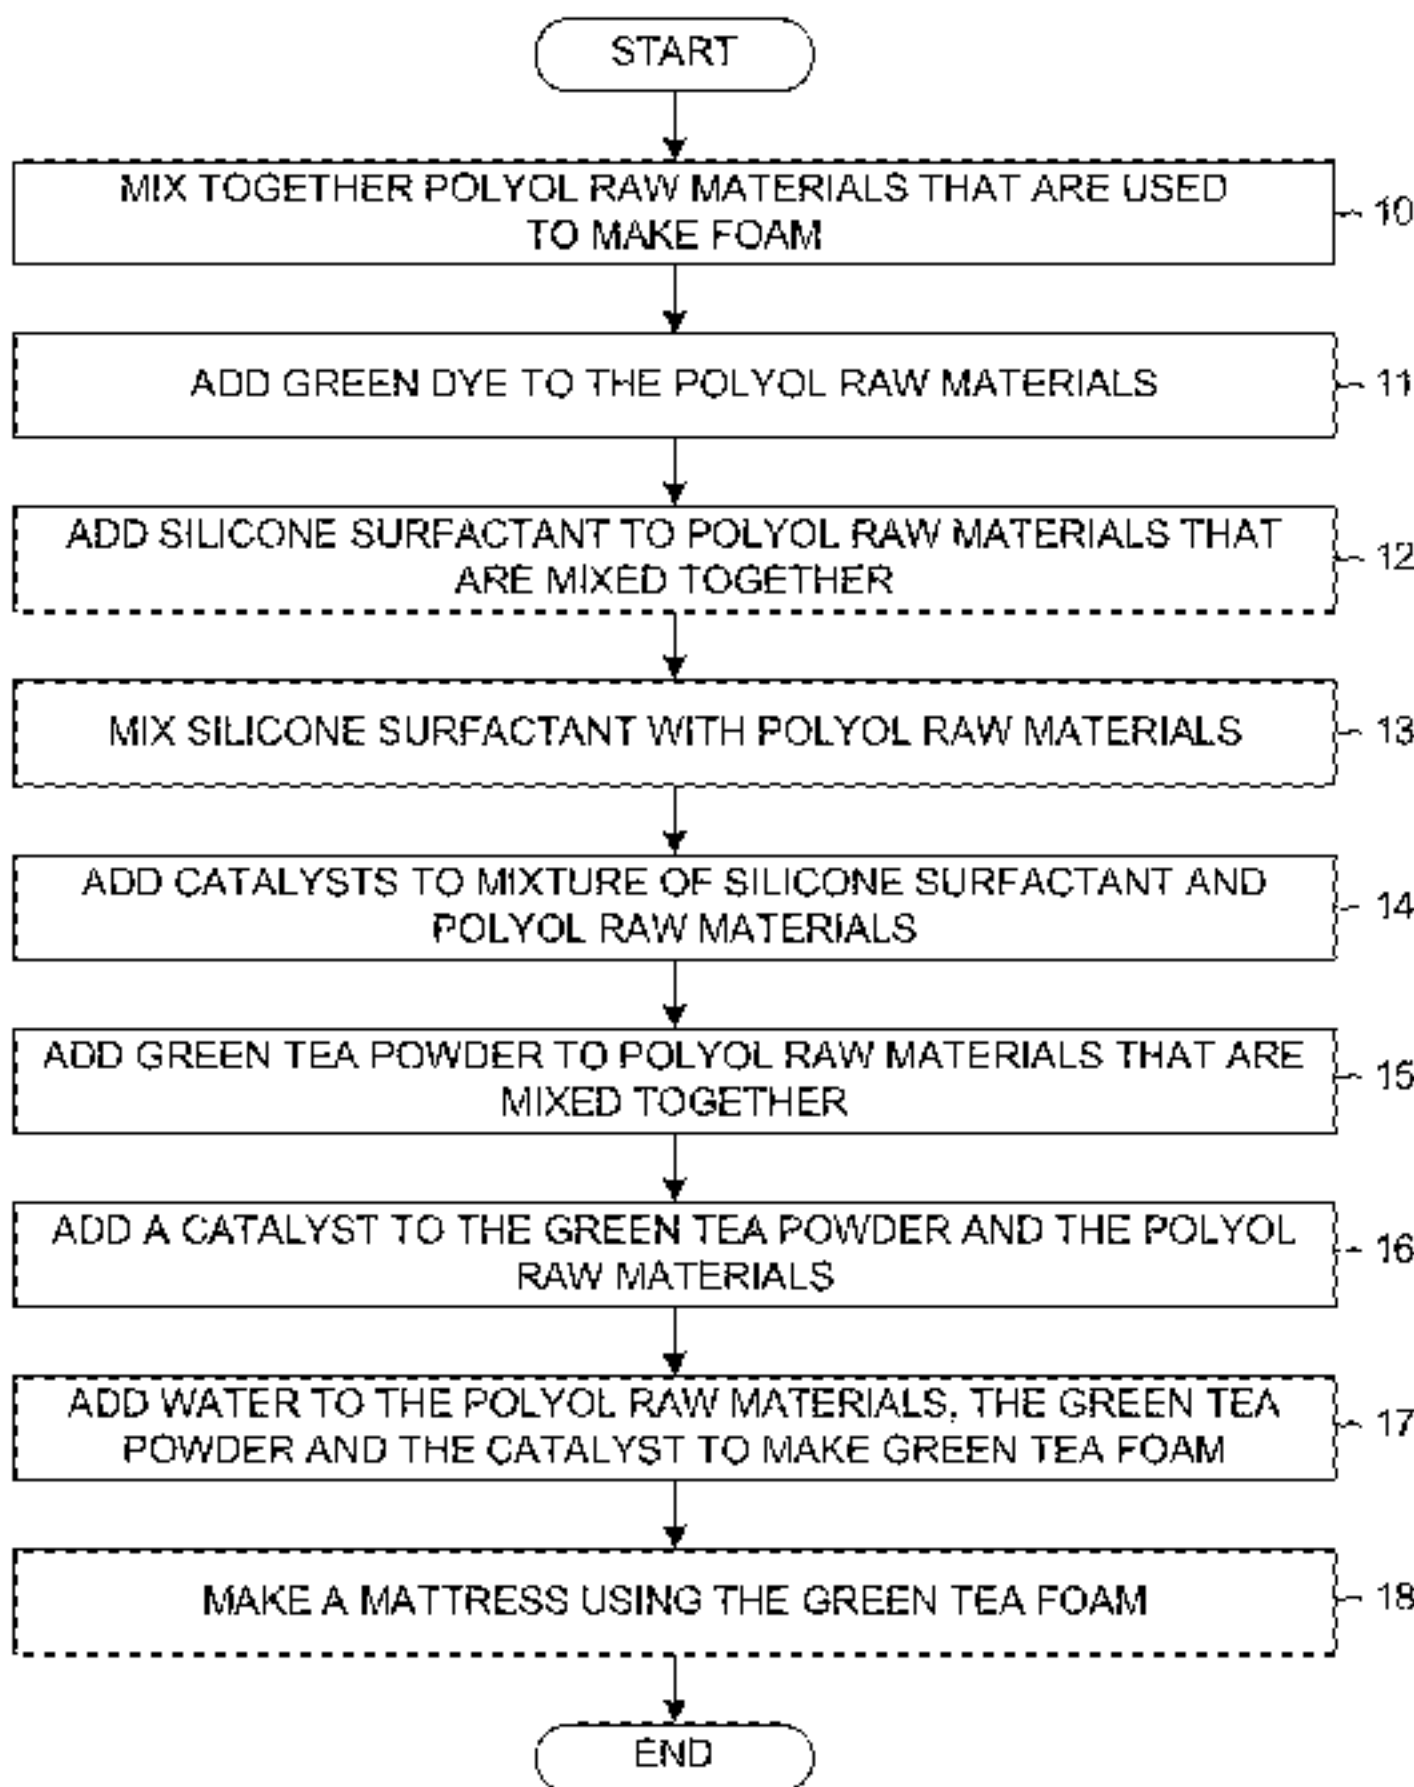 START
MIX TOGETHER POLYOL RAW MATERIALS THAT ARE USED
TO MAKE FOAM
10
ADD GREEN DYE TO THE POLYOL RAW MATERIALS
11
ADD SILICONE SURFACTANT TO POLYOL RAW MATERIALS THAT
ARE MIXED TOGETHER
12
MIX SILICONE SURFACTANT WITH POLYOL RAW MATERIALS
13
ADD CATALYSTS TO MIXTURE OF SILICONE SURFACTANT AND
POLYOL RAW MATERIALS
14
ADD GREEN TEA POWDER TO POLYOL RAW MATERIALS THAT ARE
MIXED TOGETHER
15
ADD A CATALYST TO THE GREEN TEA POWDER AND THE POLYOL
RAW MATERIALS
16
ADD WATER TO THE POLYOL RAW MATERIALS, THE GREEN TEA
POWDER AND THE CATALYST TO MAKE GREEN TEA FOAM
17
MAKE A MATTRESS USING THE GREEN TEA FOAM
18
END